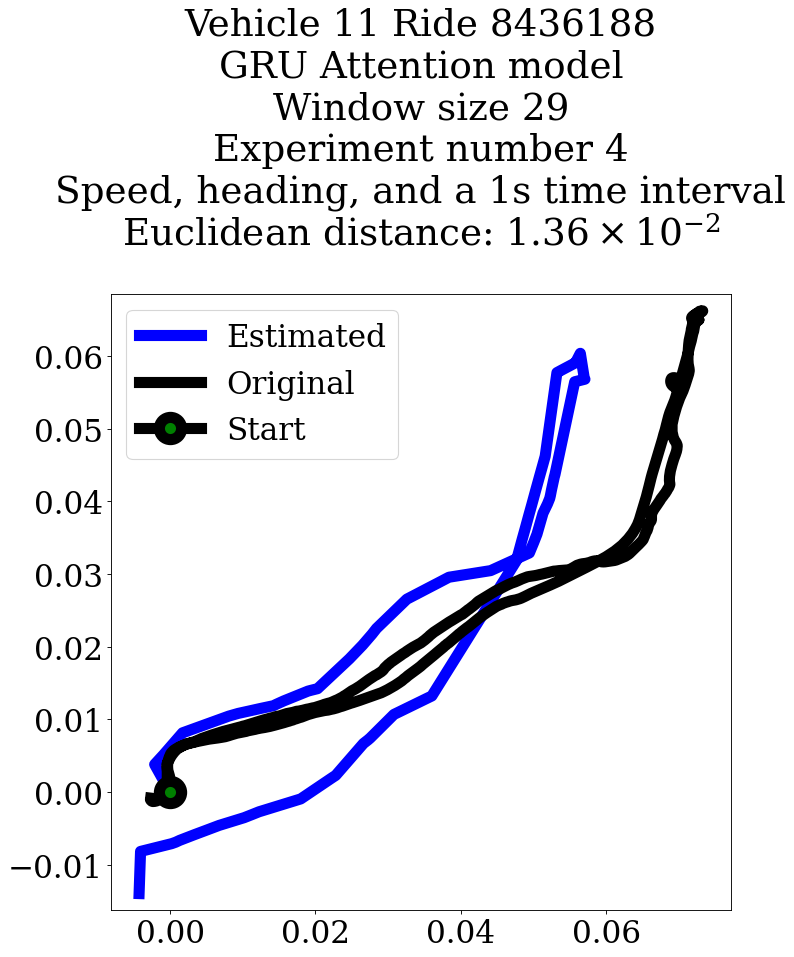 Vehicle 11 Ride 8436188
GRU Attention model
Window size 29
Experiment number 4
Speed, heading, and a 1s time interval
Euclidean distance: 1.36 × 10⁻²
Estimated
Original
Start
0.06
0.05
0.04
0.03
0.02
0.01
0.00
−0.01
0.00 0.02 0.04 0.06